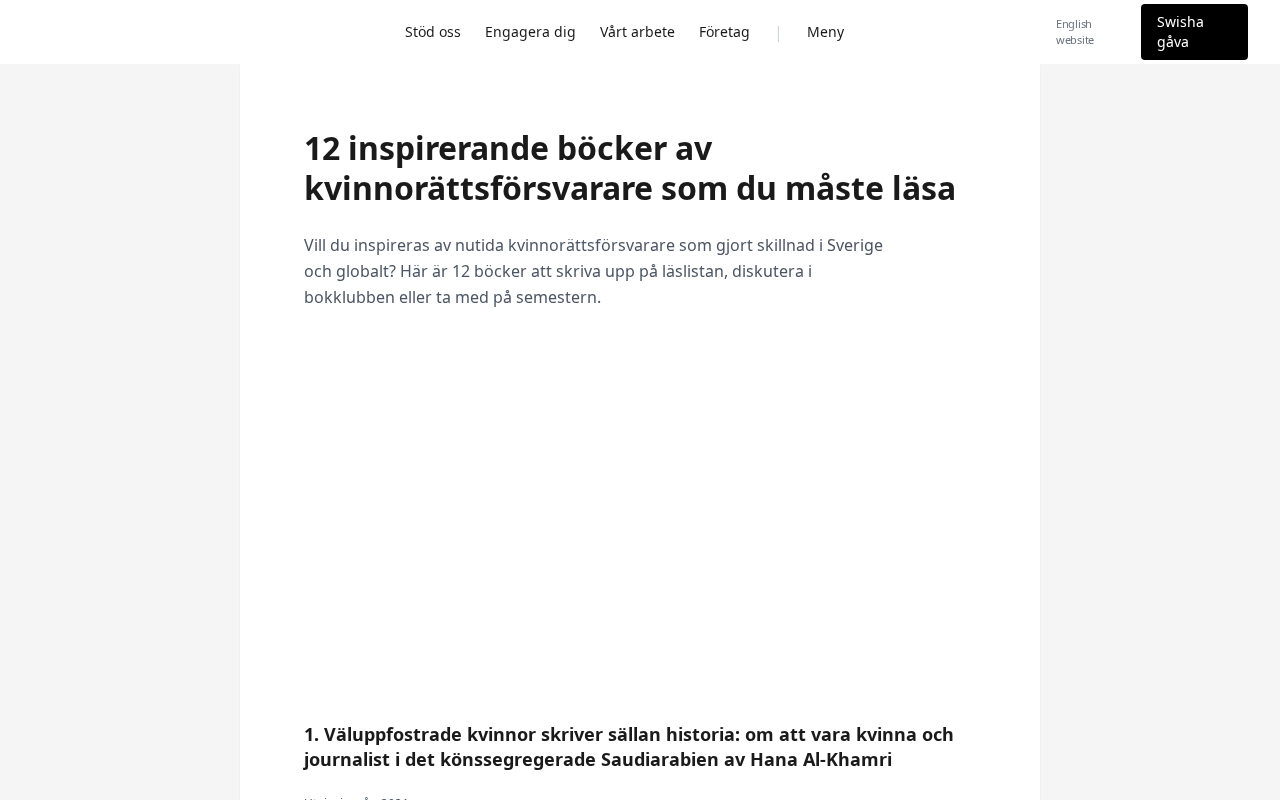 Stöd oss
Engagera dig
Vårt arbete
Företag
|
Meny
English
website
Swisha
gåva
12 inspirerande böcker av
kvinnorättsförsvarare som du måste läsa
Vill du inspireras av nutida kvinnorättsförsvarare som gjort skillnad i Sverige
och globalt? Här är 12 böcker att skriva upp på läslistan, diskutera i
bokklubben eller ta med på semestern.
1. Väluppfostrade kvinnor skriver sällan historia: om att vara kvinna och
journalist i det könssegregerade Saudiarabien av Hana Al-Khamri